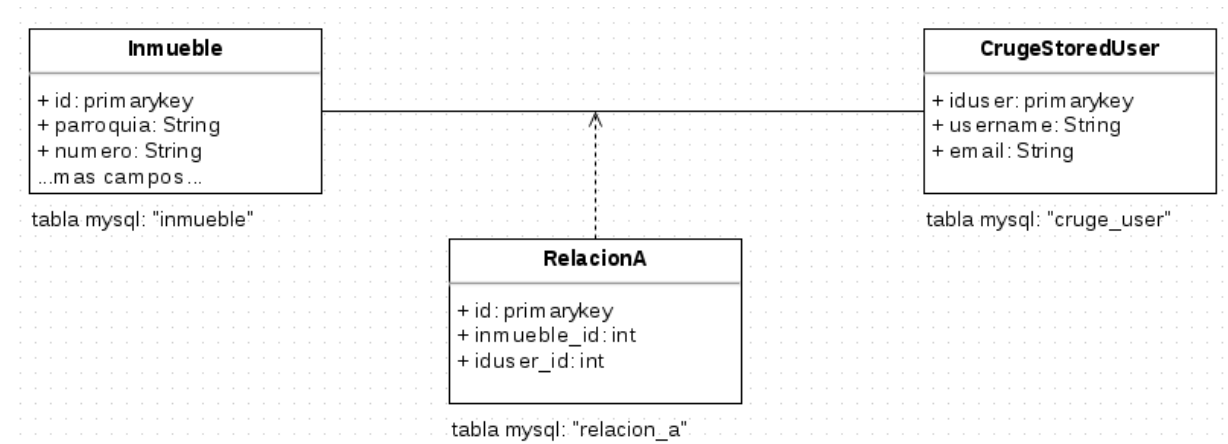 Inmueble
+ id: primarykey
+ parroquia: String
+ numero: String
...mas campos...
tabla mysql: "inmueble"
CrugeStoredUser
+ iduser: primarykey
+ username: String
+ email: String
tabla mysql: "cruge_user"
RelacionA
+ id: primarykey
+ inmueble_id: int
+ iduser_id: int
tabla mysql: "relacion_a"